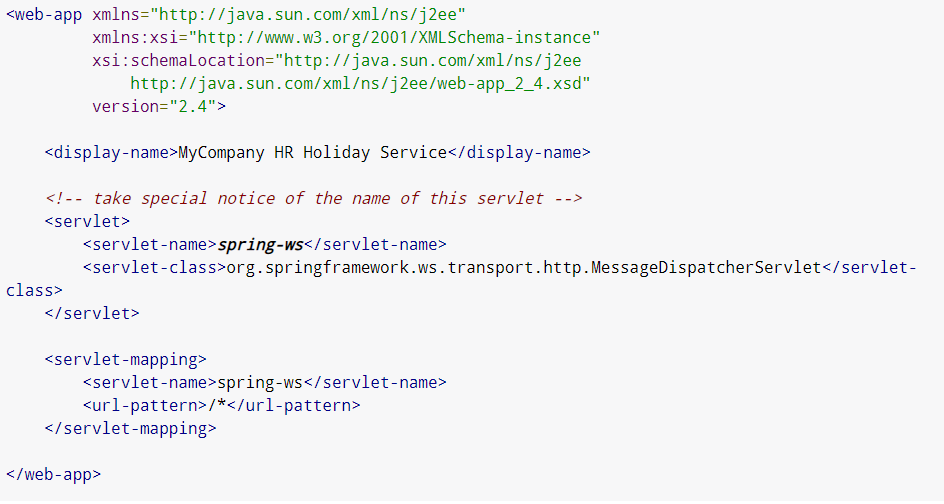 <web-app xmlns="http://java.sun.com/xml/ns/j2ee"
xmlns:xsi="http://www.w3.org/2001/XMLSchema-instance"
xsi:schemaLocation="http://java.sun.com/xml/ns/j2ee
http://java.sun.com/xml/ns/j2ee/web-app_2_4.xsd"
version="2.4">
<display-name>MyCompany HR Holiday Service</display-name>
<!-- take special notice of the name of this servlet -->
<servlet>
<servlet-name>spring-ws</servlet-name>
<servlet-class>org.springframework.ws.transport.http.MessageDispatcherServlet</servlet-
class>
</servlet>
<servlet-mapping>
<servlet-name>spring-ws</servlet-name>
<url-pattern>/*</url-pattern>
</servlet-mapping>
</web-app>